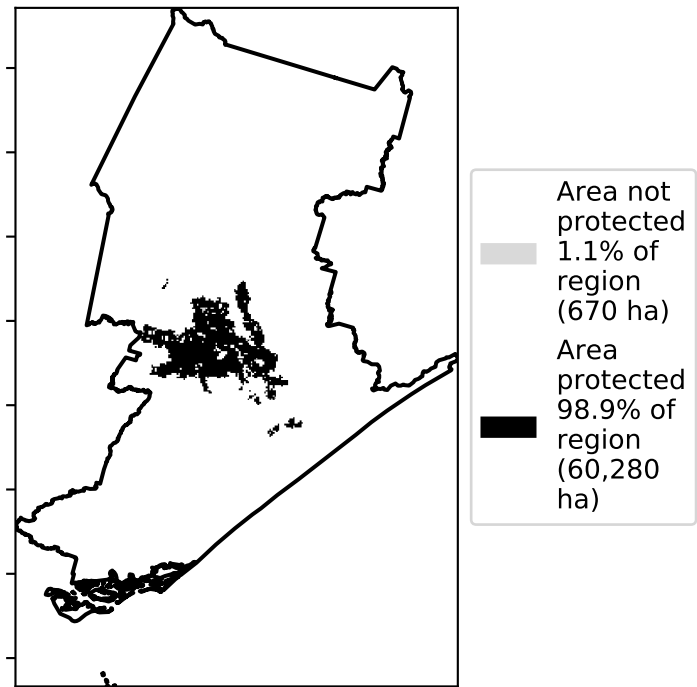 Area not
protected
1.1% of
region
(670 ha)
Area
protected
98.9% of
region
(60,280
ha)